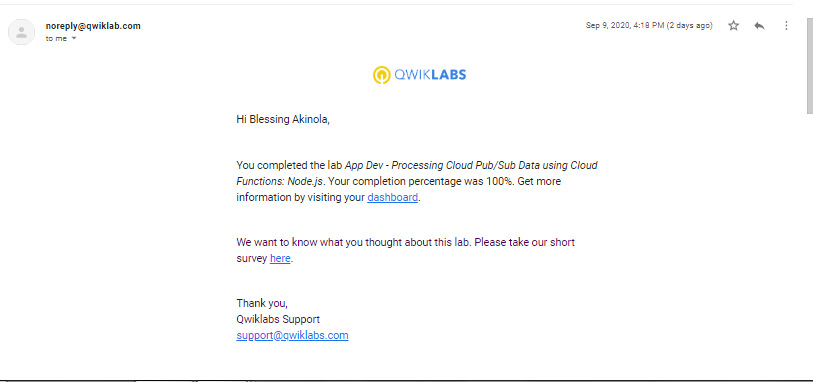 noreply@qwiklab.com
Sep 9, 2020, 4:18 PM (2 days ago)
to me
QWIKLABS
Hi Blessing Akinola,
You completed the lab App Dev - Processing Cloud Pub/Sub Data using Cloud
Functions: Node.js. Your completion percentage was 100%. Get more
information by visiting your dashboard.
We want to know what you thought about this lab. Please take our short
survey here.
Thank you,
Qwiklabs Support
support@qwiklabs.com